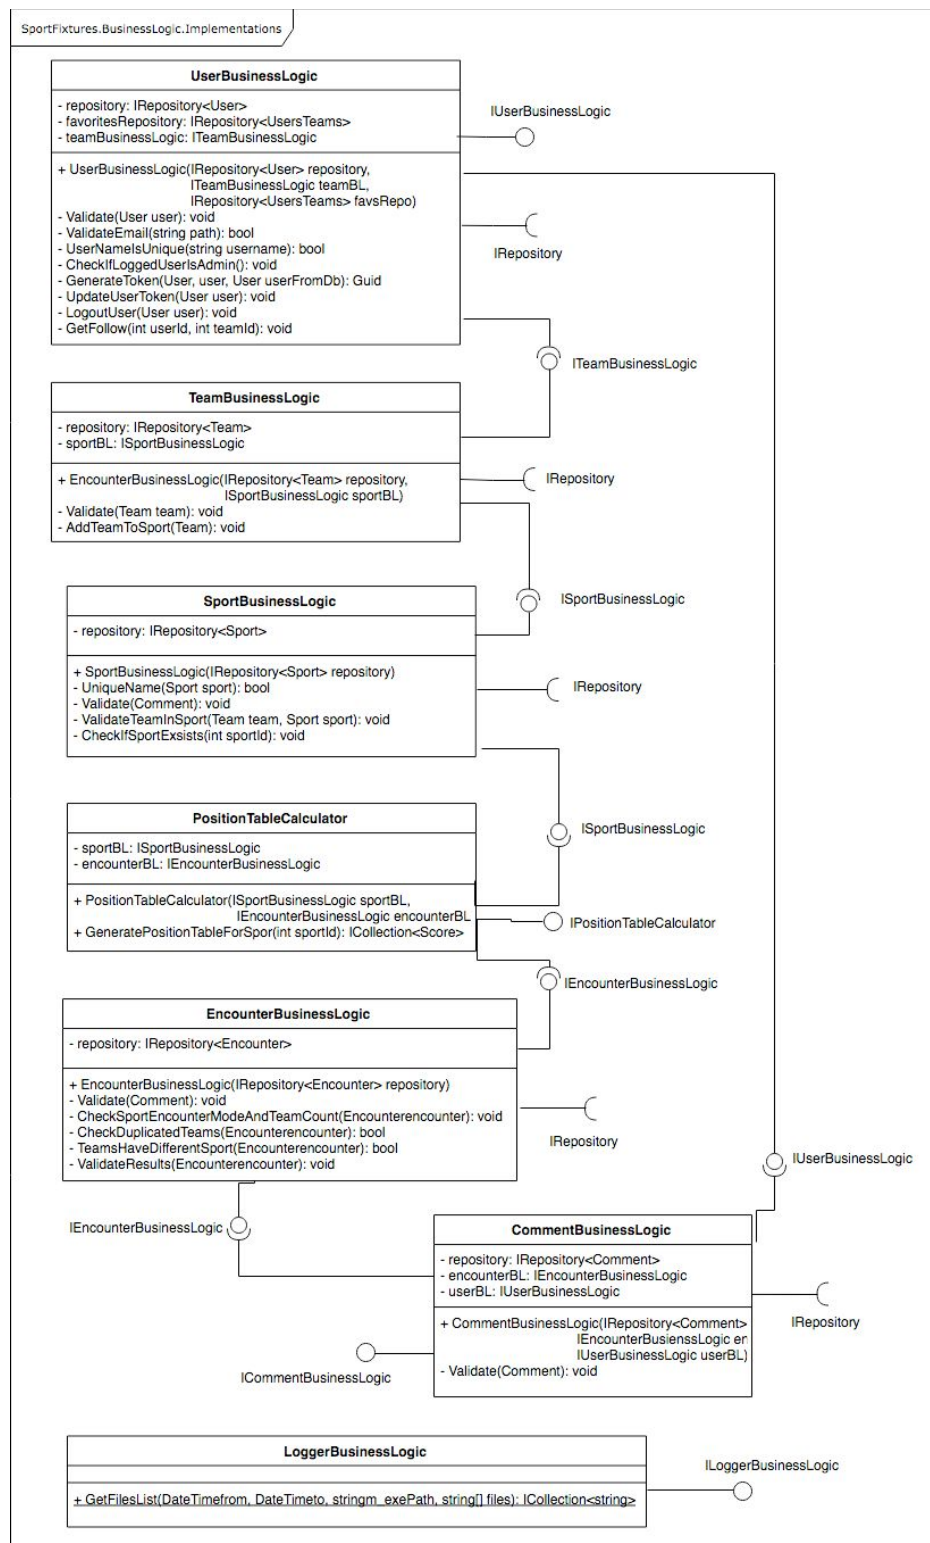 SportFixtures.BusinessLogic.Implementations
UserBusinessLogic
- repository: IRepository<User>
- favoritesRepository: IRepository<UsersTeams>
- teamBusinessLogic: ITeamBusinessLogic
IUserBusinessLogic
+ UserBusinessLogic(IRepository<User> repository,
ITeamBusinessLogic teamBL,
IRepository<UsersTeams> favsRepo)
- Validate(User user): void
- ValidateEmail(string path): bool
- UserNameIsUnique(string username): bool
- CheckIfLoggedUserIsAdmin(): void
- GenerateToken(User, user, User userFromDb): Guid
- UpdateUserToken(User user): void
- LogoutUser(User user): void
- GetFollow(int userId, int teamId): void
IRepository
ITeamBusinessLogic
TeamBusinessLogic
- repository: IRepository<Team>
- sportBL: ISportBusinessLogic
+ EncounterBusinessLogic(IRepository<Team> repository,
ISportBusinessLogic sportBL)
- Validate(Team team): void
- AddTeamToSport(Team): void
IRepository
ISportBusinessLogic
SportBusinessLogic
- repository: IRepository<Sport>
+ SportBusinessLogic(IRepository<Sport> repository)
- UniqueName(Sport sport): bool
- Validate(Comment): void
- ValidateTeamInSport(Team team, Sport sport): void
- CheckIfSportExsists(int sportId): void
IRepository
ISportBusinessLogic
PositionTableCalculator
- sportBL: ISportBusinessLogic
- encounterBL: IEncounterBusinessLogic
+ PositionTableCalculator(ISportBusinessLogic sportBL,
IEncounterBusinessLogic encounterBL
+ GeneratePositionTableForSpor(int sportId): ICollection<Score>
IPositionTableCalculator
IEncounterBusinessLogic
EncounterBusinessLogic
- repository: IRepository<Encounter>
+ EncounterBusinessLogic(IRepository<Encounter> repository)
- Validate(Comment): void
- CheckSportEncounterModeAndTeamCount(Encounterencounter): void
- CheckDuplicatedTeams(Encounterencounter): bool
- TeamsHaveDifferentSport(Encounterencounter): bool
- ValidateResults(Encounterencounter): void
IRepository
IUserBusinessLogic
IEncounterBusinessLogic
CommentBusinessLogic
- repository: IRepository<Comment>
- encounterBL: IEncounterBusinessLogic
- userBL: IUserBusinessLogic
+ CommentBusinessLogic(IRepository<Comment>
IEncounterBusienssLogic en
IUserBusinessLogic userBL)
- Validate(Comment): void
IRepository
ICommentBusinessLogic
LoggerBusinessLogic
+ GetFilesList(DateTimefrom, DateTimeto, stringm_exePath, string[] files): ICollection<string>
ILoggerBusinessLogic